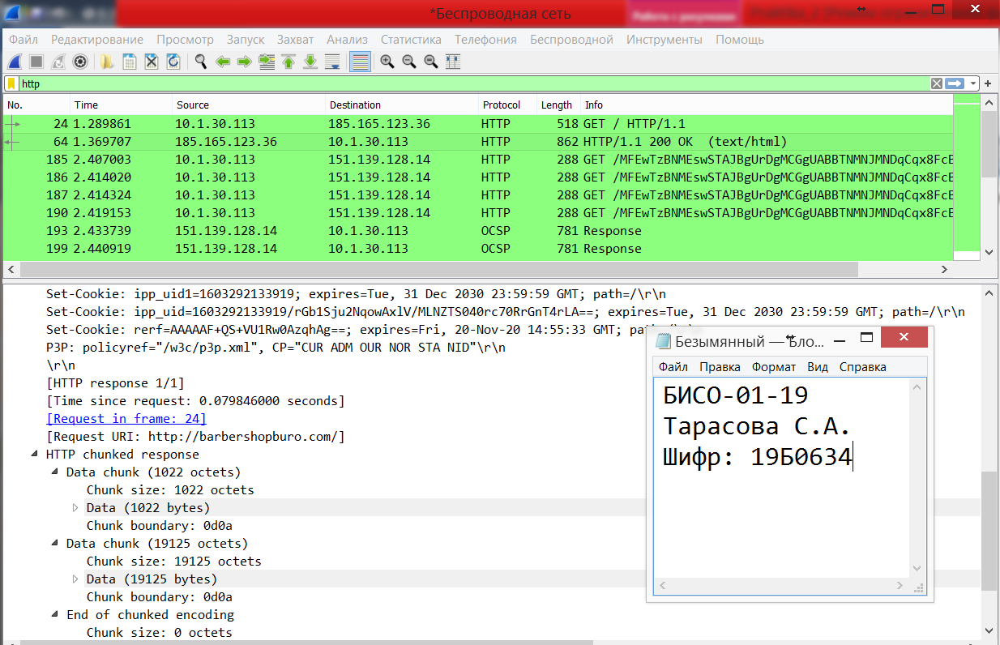 *Беспроводная сеть
Файл Редактирование Просмотр Запуск Захват Анализ Статистика Телефония Беспроводной Инструменты Помощь
http
No. Time Source Destination Protocol Length Info
24 1.289861 10.1.30.113 185.165.123.36 HTTP 518 GET / HTTP/1.1
64 1.369707 185.165.123.36 10.1.30.113 HTTP 862 HTTP/1.1 200 OK (text/html)
185 2.407003 10.1.30.113 151.139.128.14 HTTP 288 GET /MFEwTzBNMEswSTAJBgUrDgMCGgUABBTNMNJMNDqCqx8FcE
186 2.414020 10.1.30.113 151.139.128.14 HTTP 288 GET /MFEwTzBNMEswSTAJBgUrDgMCGgUABBTNMNJMNDqCqx8FcE
187 2.414324 10.1.30.113 151.139.128.14 HTTP 288 GET /MFEwTzBNMEswSTAJBgUrDgMCGgUABBTNMNJMNDqCqx8FcE
190 2.419153 10.1.30.113 151.139.128.14 HTTP 288 GET /MFEwTzBNMEswSTAJBgUrDgMCGgUABBTNMNJMNDqCqx8FcE
193 2.433739 151.139.128.14 10.1.30.113 OCSP 781 Response
199 2.440919 151.139.128.14 10.1.30.113 OCSP 781 Response
Set-Cookie: ipp_uid1=1603292133919; expires=Tue, 31 Dec 2030 23:59:59 GMT; path=/\r\n
Set-Cookie: ipp_uid=1603292133919/rGb1Sju2NqowAxlV/MLNZTS040rc70RrGnT4rLA==; expires=Tue, 31 Dec 2030 23:59:59 GMT; path=/\r\n
Set-Cookie: rerf=AAAAAF+QS+VU1Rw0AzqhAg==; expires=Fri, 20-Nov-20 14:55:33 GMT;
P3P: policyref="/w3c/p3p.xml", CP="CUR ADM OUR NOR STA NID"\r\n
\r\n
[HTTP response 1/1]
[Time since request: 0.079846000 seconds]
[Request in frame: 24]
[Request URI: http://barbershopburo.com/]
HTTP chunked response
Data chunk (1022 octets)
Chunk size: 1022 octets
Data (1022 bytes)
Chunk boundary: 0d0a
Data chunk (19125 octets)
Chunk size: 19125 octets
Data (19125 bytes)
Chunk boundary: 0d0a
End of chunked encoding
Chunk size: 0 octets
Безымянный — Бло...
Файл Правка Формат Вид Справка
БИСО-01-19
Тарасова С.А.
Шифр: 19Б0634